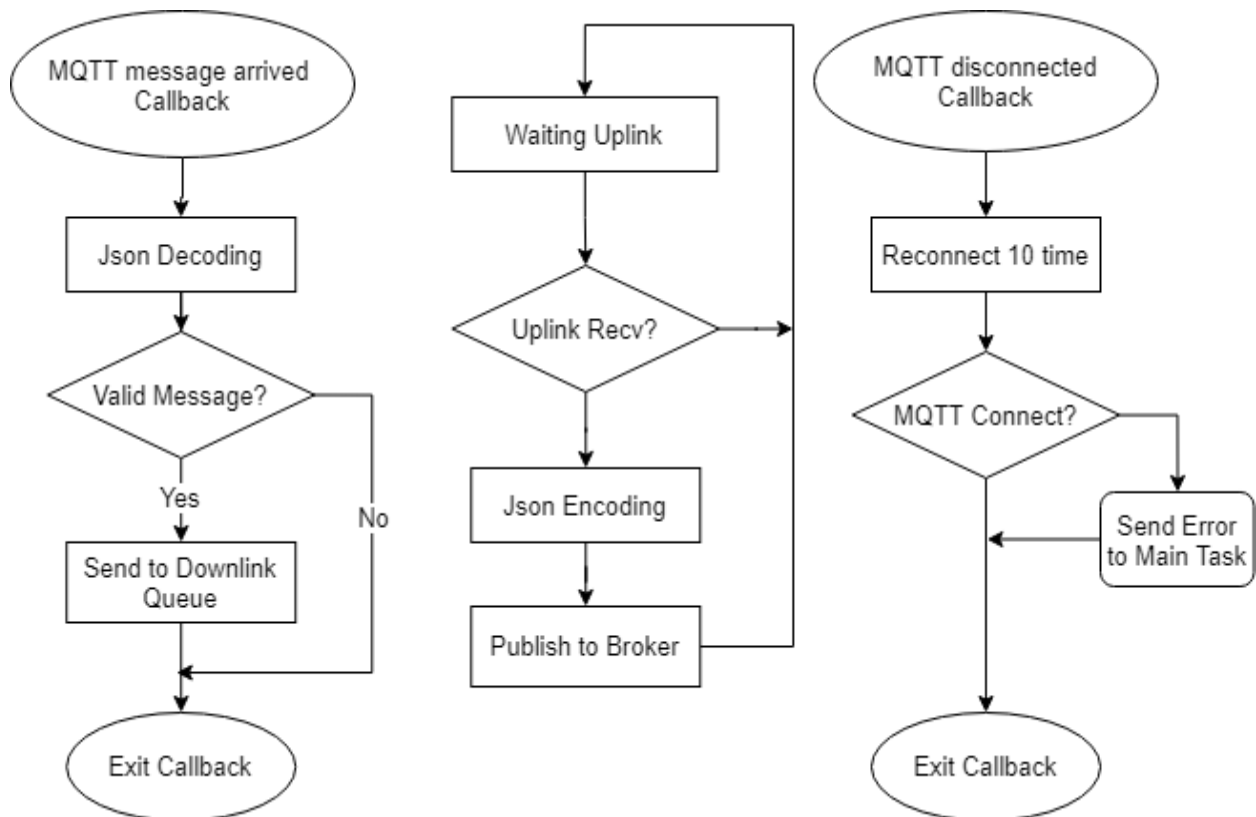 MQTT message arrived
Callback
Json Decoding
Valid Message?
Yes
No
Send to Downlink
Queue
Exit Callback
Waiting Uplink
Uplink Recv?
Json Encoding
Publish to Broker
MQTT disconnected
Callback
Reconnect 10 time
MQTT Connect?
Send Error
to Main Task
Exit Callback